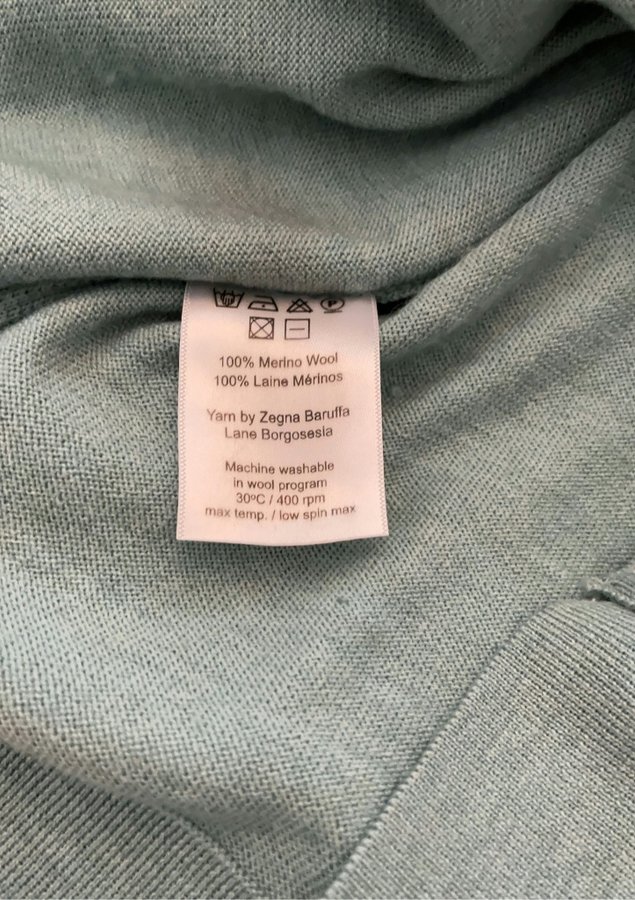 P
100% Merino Wool
100% Laine Mérinos
Yarn by Zegna Baruffa
Lane Borgosesia
Machine washable
in wool program
30ºC / 400 rpm
max temp. / low spin max